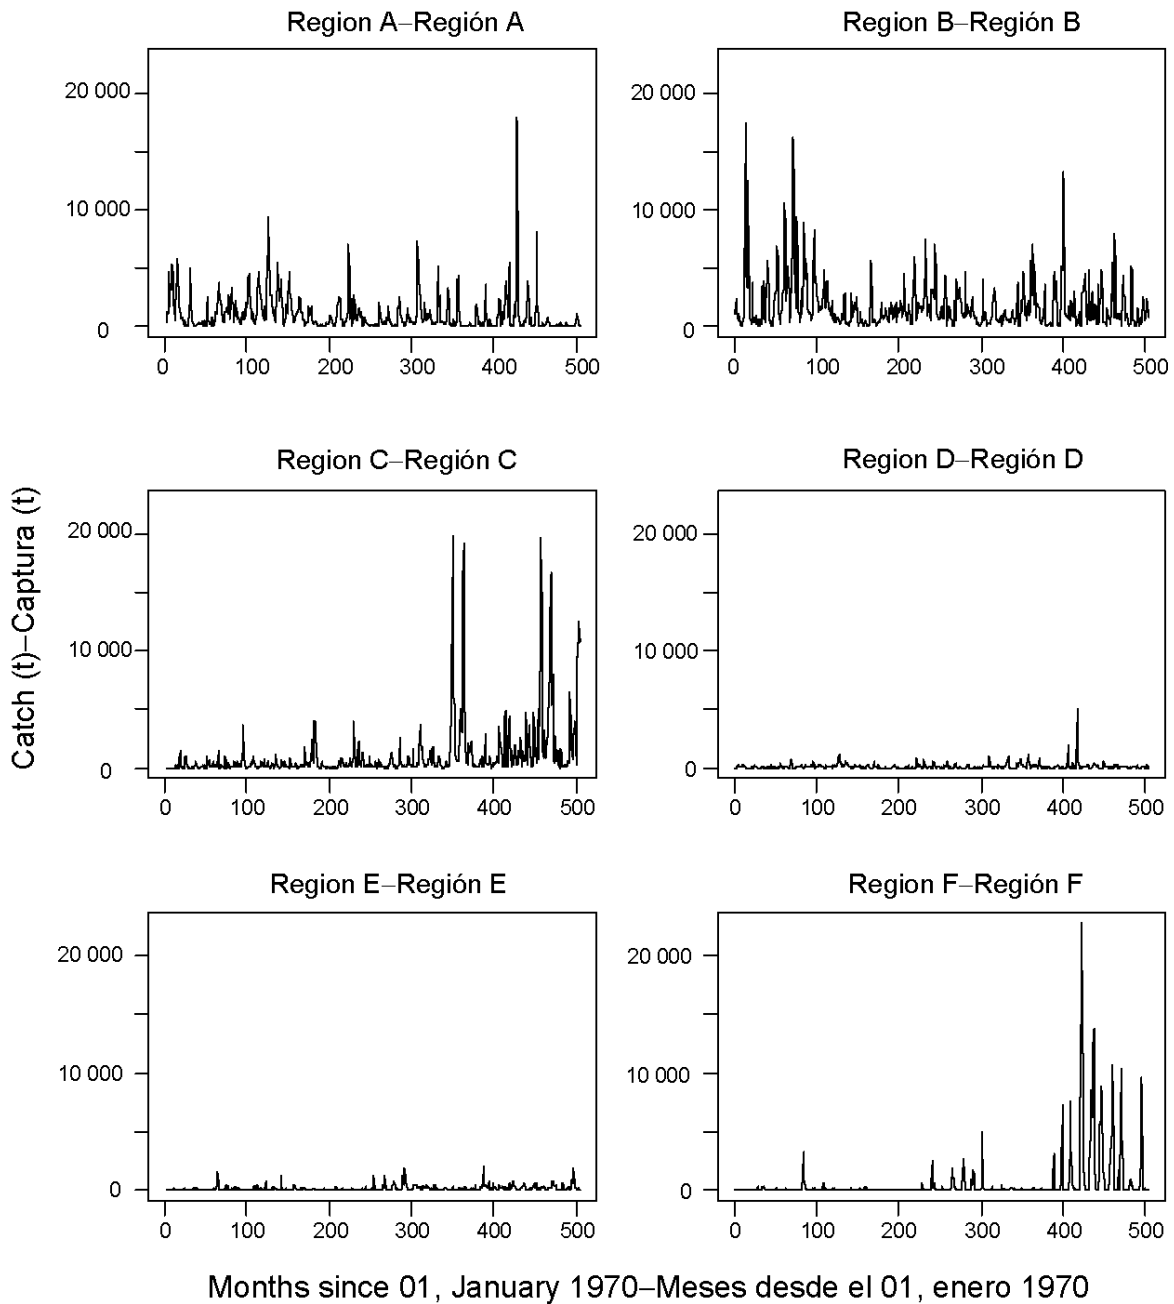 Region A–Región A
Region B–Región B
20 000
10 000
0
0 100 200 300 400 500
20 000
10 000
0
0 100 200 300 400 500
Catch (t)–Captura (t)
Region C–Región C
Region D–Región D
20 000
10 000
0
0 100 200 300 400 500
20 000
10 000
0
0 100 200 300 400 500
Region E–Región E
Region F–Región F
20 000
10 000
0
0 100 200 300 400 500
20 000
10 000
0
0 100 200 300 400 500
Months since 01, January 1970–Meses desde el 01, enero 1970